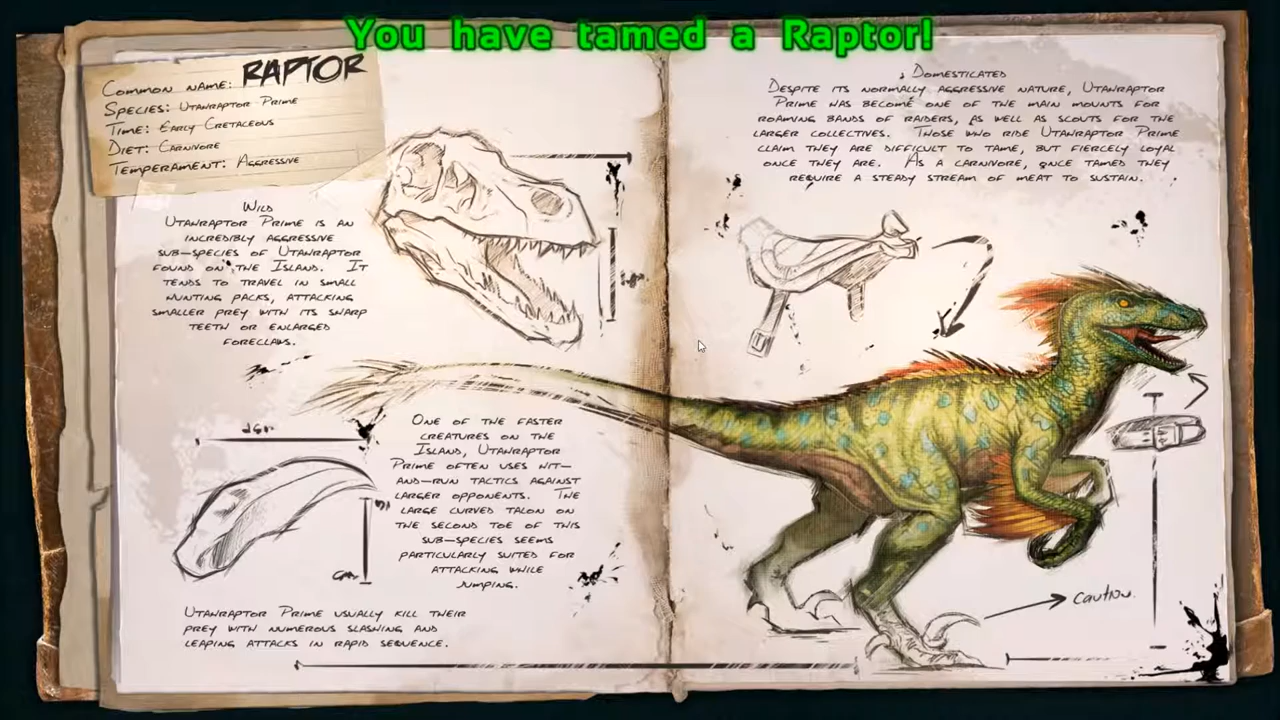 You have tamed a Raptor!
Common name: RAPTOR
Species: Utahraptor Prime
Time: Early Cretaceous
Diet: Carnivore
Temperament: Aggressive
Wild
Utahraptor Prime is an
incredibly aggressive
sub-species of Utahraptor
found on the Island. It
tends to travel in small
hunting packs, attacking
smaller prey with its sharp
teeth or enlarged
foreclaws.
One of the faster
creatures on the
Island, Utahraptor
Prime often uses hit-
and-run tactics against
larger opponents. The
large curved talon on
the second toe of this
sub-species seems
particularly suited for
attacking while
jumping.
Utahraptor Prime usually kill their
prey with numerous slashing and
leaping attacks in rapid sequence.
Domesticated
Despite its normally aggressive nature, Utahraptor
Prime has become one of the main mounts for
roaming bands of raiders, as well as scouts for the
larger collectives. Those who ride Utahraptor Prime
claim they are difficult to tame, but fiercely loyal
once they are. As a carnivore, once tamed they
require a steady stream of meat to sustain.
caution.